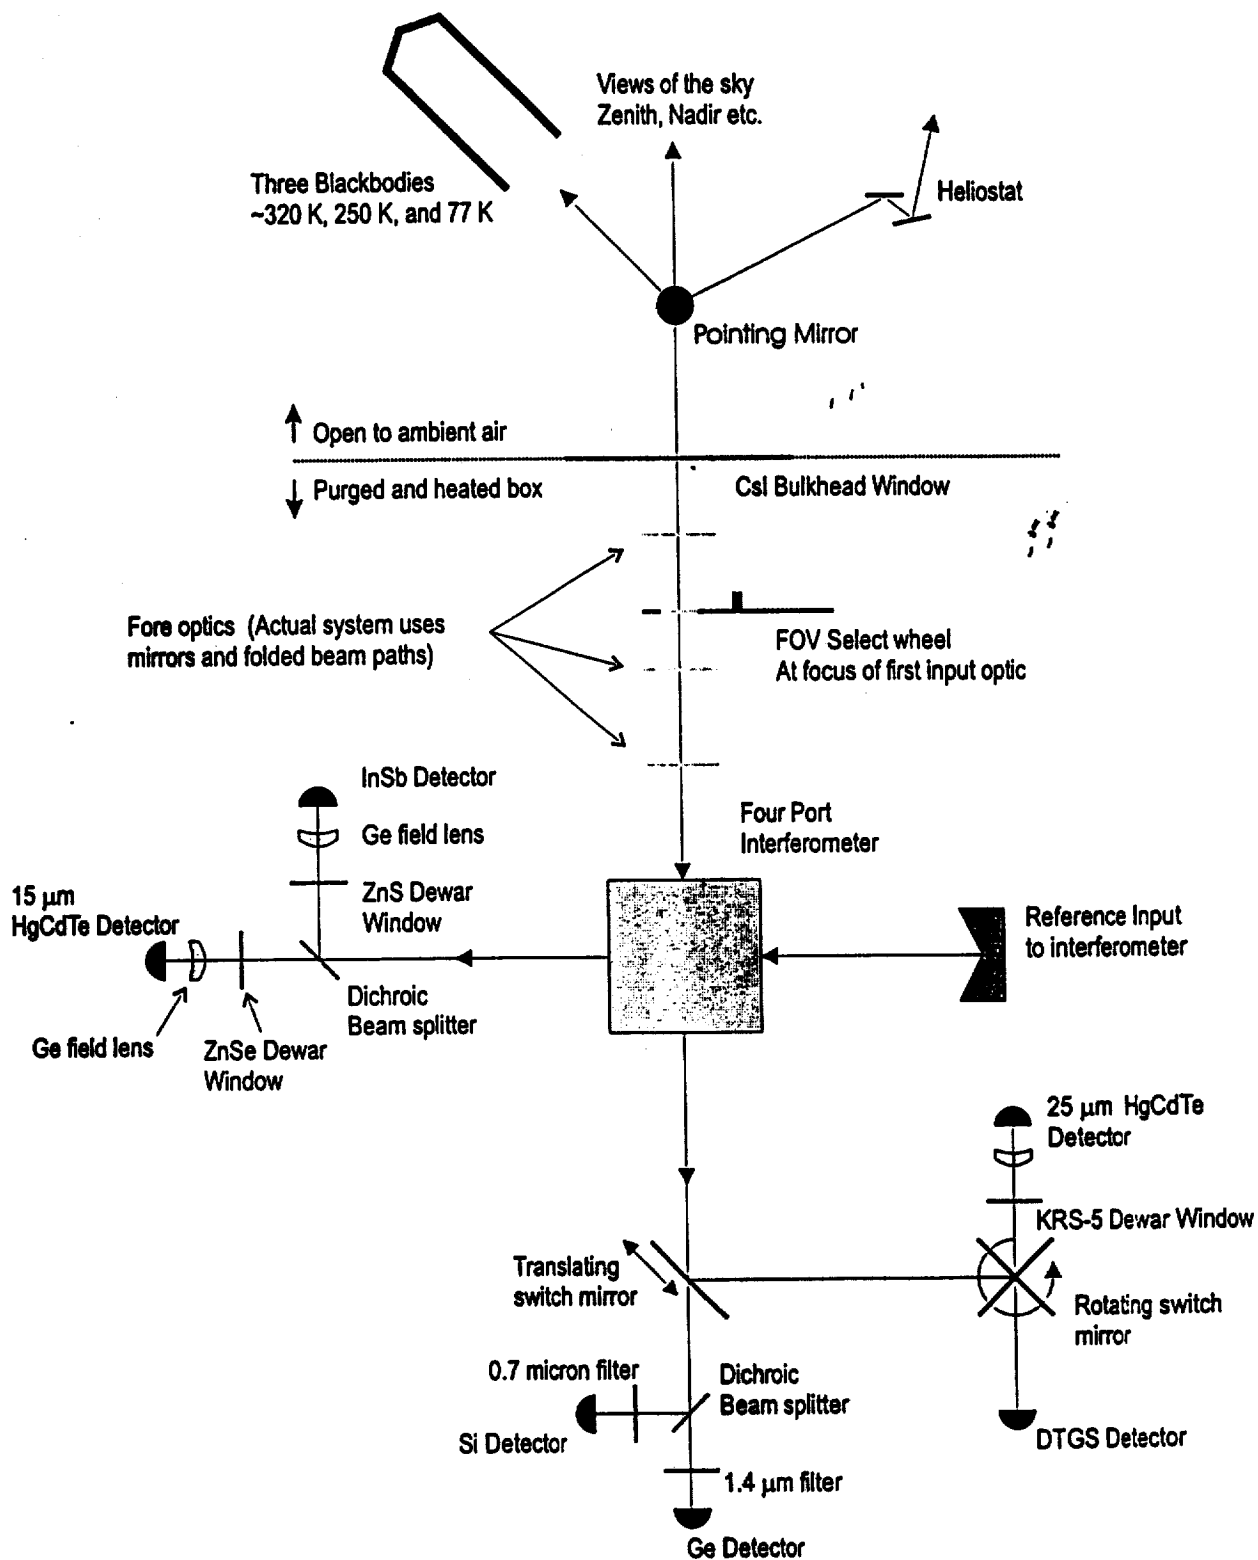 Views of the sky
Zenith, Nadir etc.
Three Blackbodies
~320 K, 250 K, and 77 K
Heliostat
Pointing Mirror
Open to ambient air
Purged and heated box
CsI Bulkhead Window
Fore optics (Actual system uses
mirrors and folded beam paths)
FOV Select wheel
At focus of first input optic
InSb Detector
Ge field lens
ZnS Dewar
Window
Four Port
Interferometer
15 µm
HgCdTe Detector
Reference Input
to interferometer
Dichroic
Beam splitter
Ge field lens
ZnSe Dewar
Window
25 µm HgCdTe
Detector
KRS-5 Dewar Window
Translating
switch mirror
Rotating switch
mirror
0.7 micron filter
Dichroic
Beam splitter
Si Detector
DTGS Detector
1.4 µm filter
Ge Detector